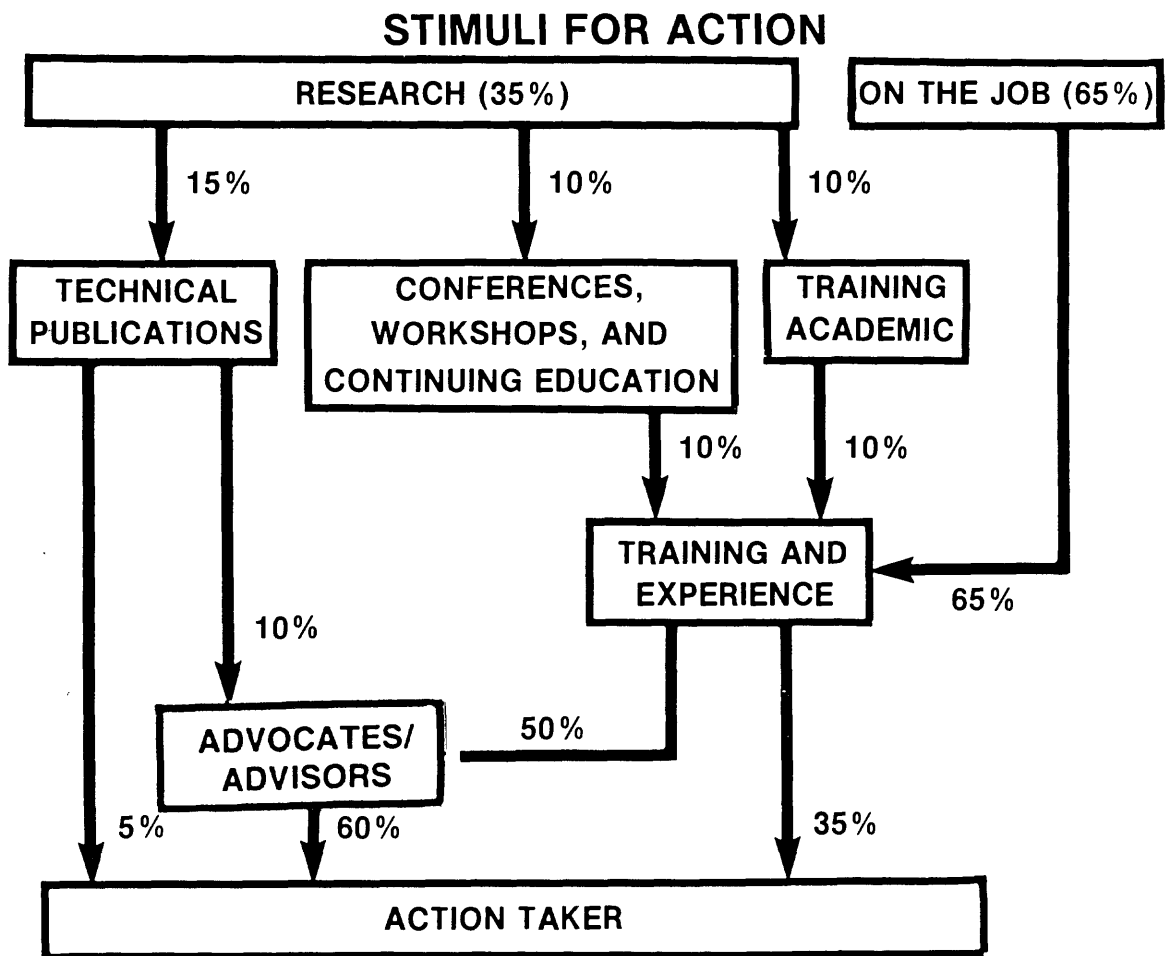 STIMULI FOR ACTION
RESEARCH (35%)
ON THE JOB (65%)
15%
10%
10%
TECHNICAL
PUBLICATIONS
CONFERENCES,
WORKSHOPS, AND
CONTINUING EDUCATION
TRAINING
ACADEMIC
10%
10%
TRAINING AND
EXPERIENCE
65%
10%
ADVOCATES/
ADVISORS
50%
5%
60%
35%
ACTION TAKER